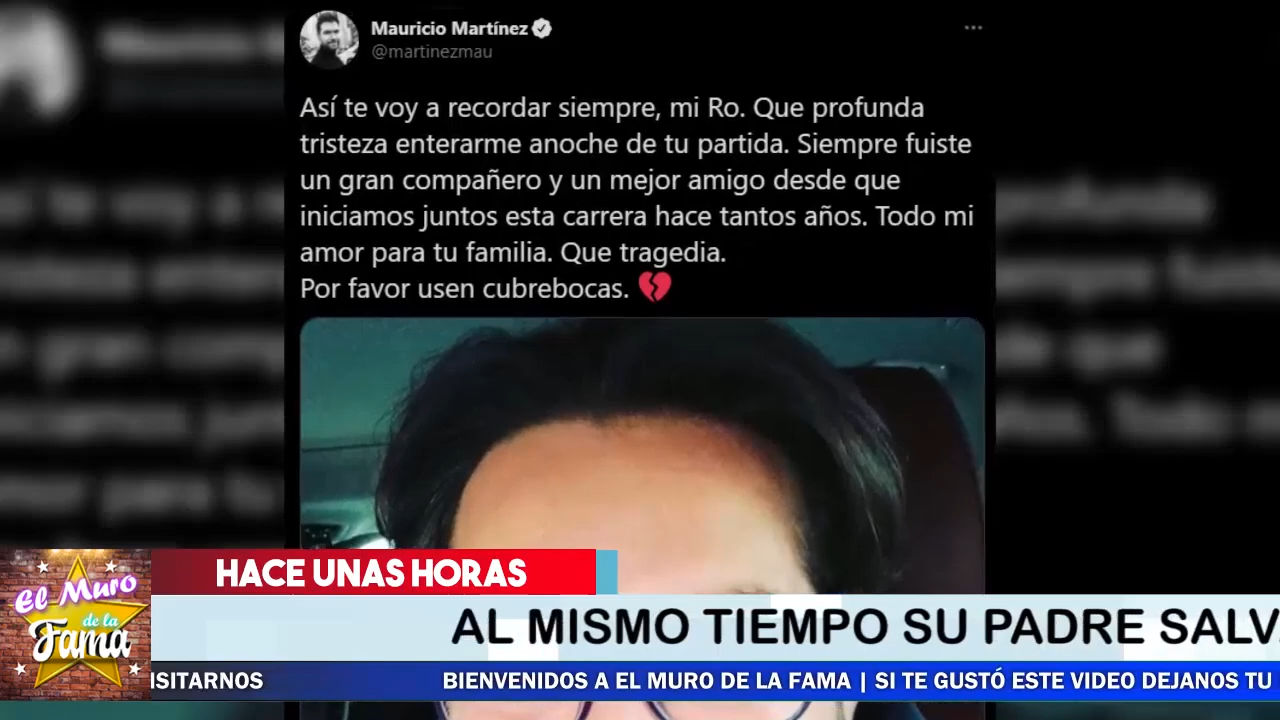 Mauricio Martínez
@martinezmau
Así te voy a recordar siempre, mi Ro. Que profunda
tristeza enterarme anoche de tu partida. Siempre fuiste
un gran compañero y un mejor amigo desde que
iniciamos juntos esta carrera hace tantos años. Todo mi
amor para tu familia. Que tragedia.
Por favor usen cubrebocas. 💔
HACE UNAS HORAS
El Muro
de la
Fama
AL MISMO TIEMPO SU PADRE SALV
ISITARNOS BIENVENIDOS A EL MURO DE LA FAMA | SI TE GUSTÓ ESTE VIDEO DEJANOS TU